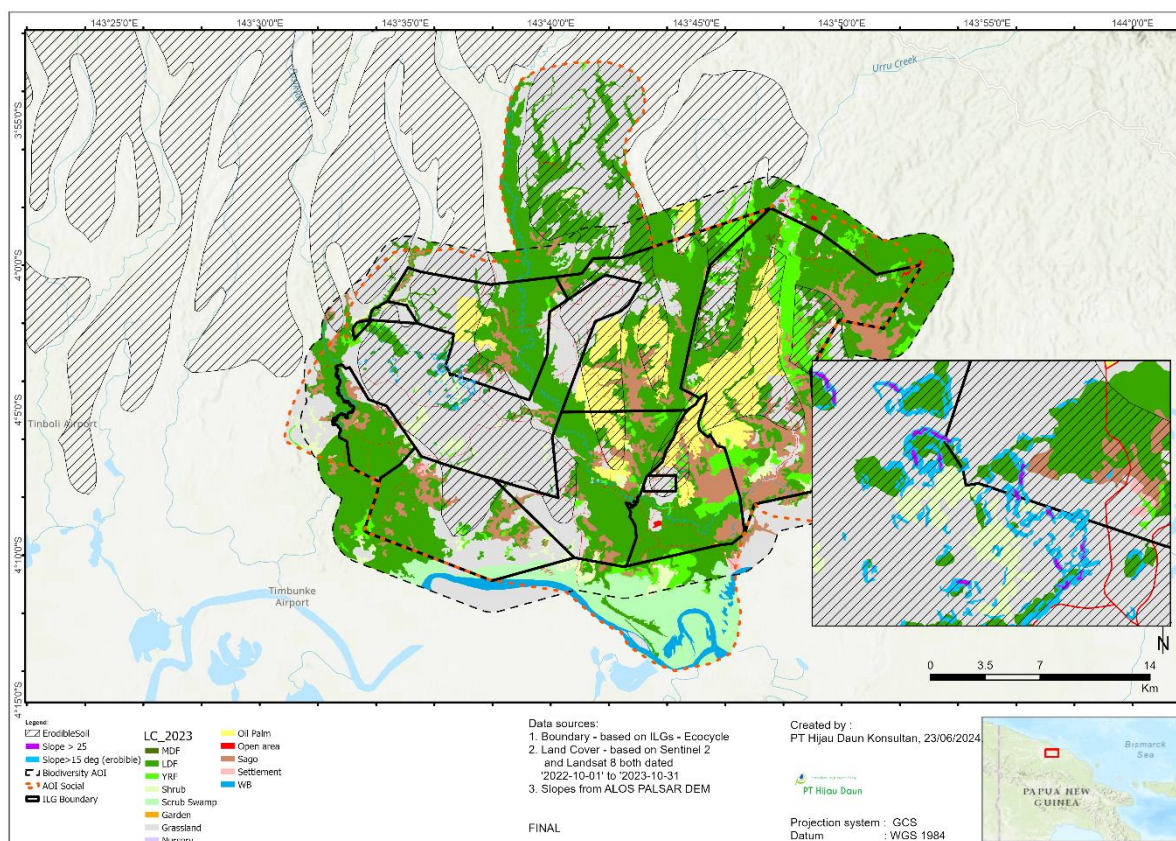 143°25'0"E 143°30'0"E 143°35'0"E 143°40'0"E 143°45'0"E 143°50'0"E 143°55'0"E 144°0'0"E
Urru Creek
3°55'0"S
4°0'0"S
4°5'0"S
4°10'0"S
4°15'0"S
Tinboli Airport
Timbunke
Airport
N
0 3.5 7 14
Km
Legend:
ErodibleSoil
Slope > 25
Slope>15 deg (erobible)
Biodiversity AOI
AOI Social
ILG Boundary
LC_2023
MDF
LDF
YRF
Shrub
Scrub Swamp
Garden
Grassland
Nursery
Oil Palm
Open area
Sago
Settlement
WB
Data sources:
1. Boundary - based on ILGs - Ecocycle
2. Land Cover - based on Sentinel 2
and Landsat 8 both dated
'2022-10-01' to '2023-10-31
3. Slopes from ALOS PALSAR DEM
FINAL
Created by :
PT Hijau Daun Konsultan, 23/06/2024
PT Hijau Daun
Projection system : GCS
Datum : WGS 1984
Bismarck
Sea
PAPUA NEW
GUINEA